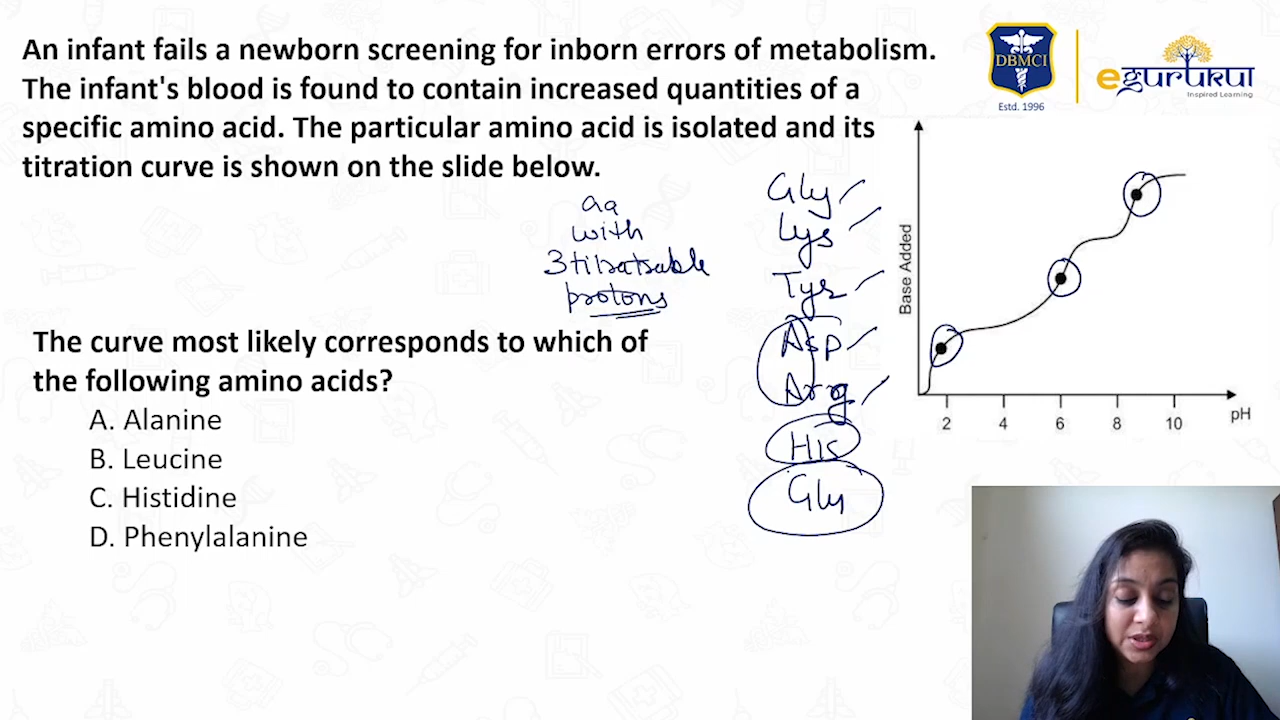 An infant fails a newborn screening for inborn errors of metabolism.
The infant's blood is found to contain increased quantities of a
specific amino acid. The particular amino acid is isolated and its
titration curve is shown on the slide below.
DBMCI
Estd. 1996
egurukul
Inspired Learning
aa
with
3 titratable
protons
Gly
Lys
Tyr
Asp
Arg
His
Gly
The curve most likely corresponds to which of
the following amino acids?
A. Alanine
B. Leucine
C. Histidine
D. Phenylalanine
Base Added
2 4 6 8 10
pH